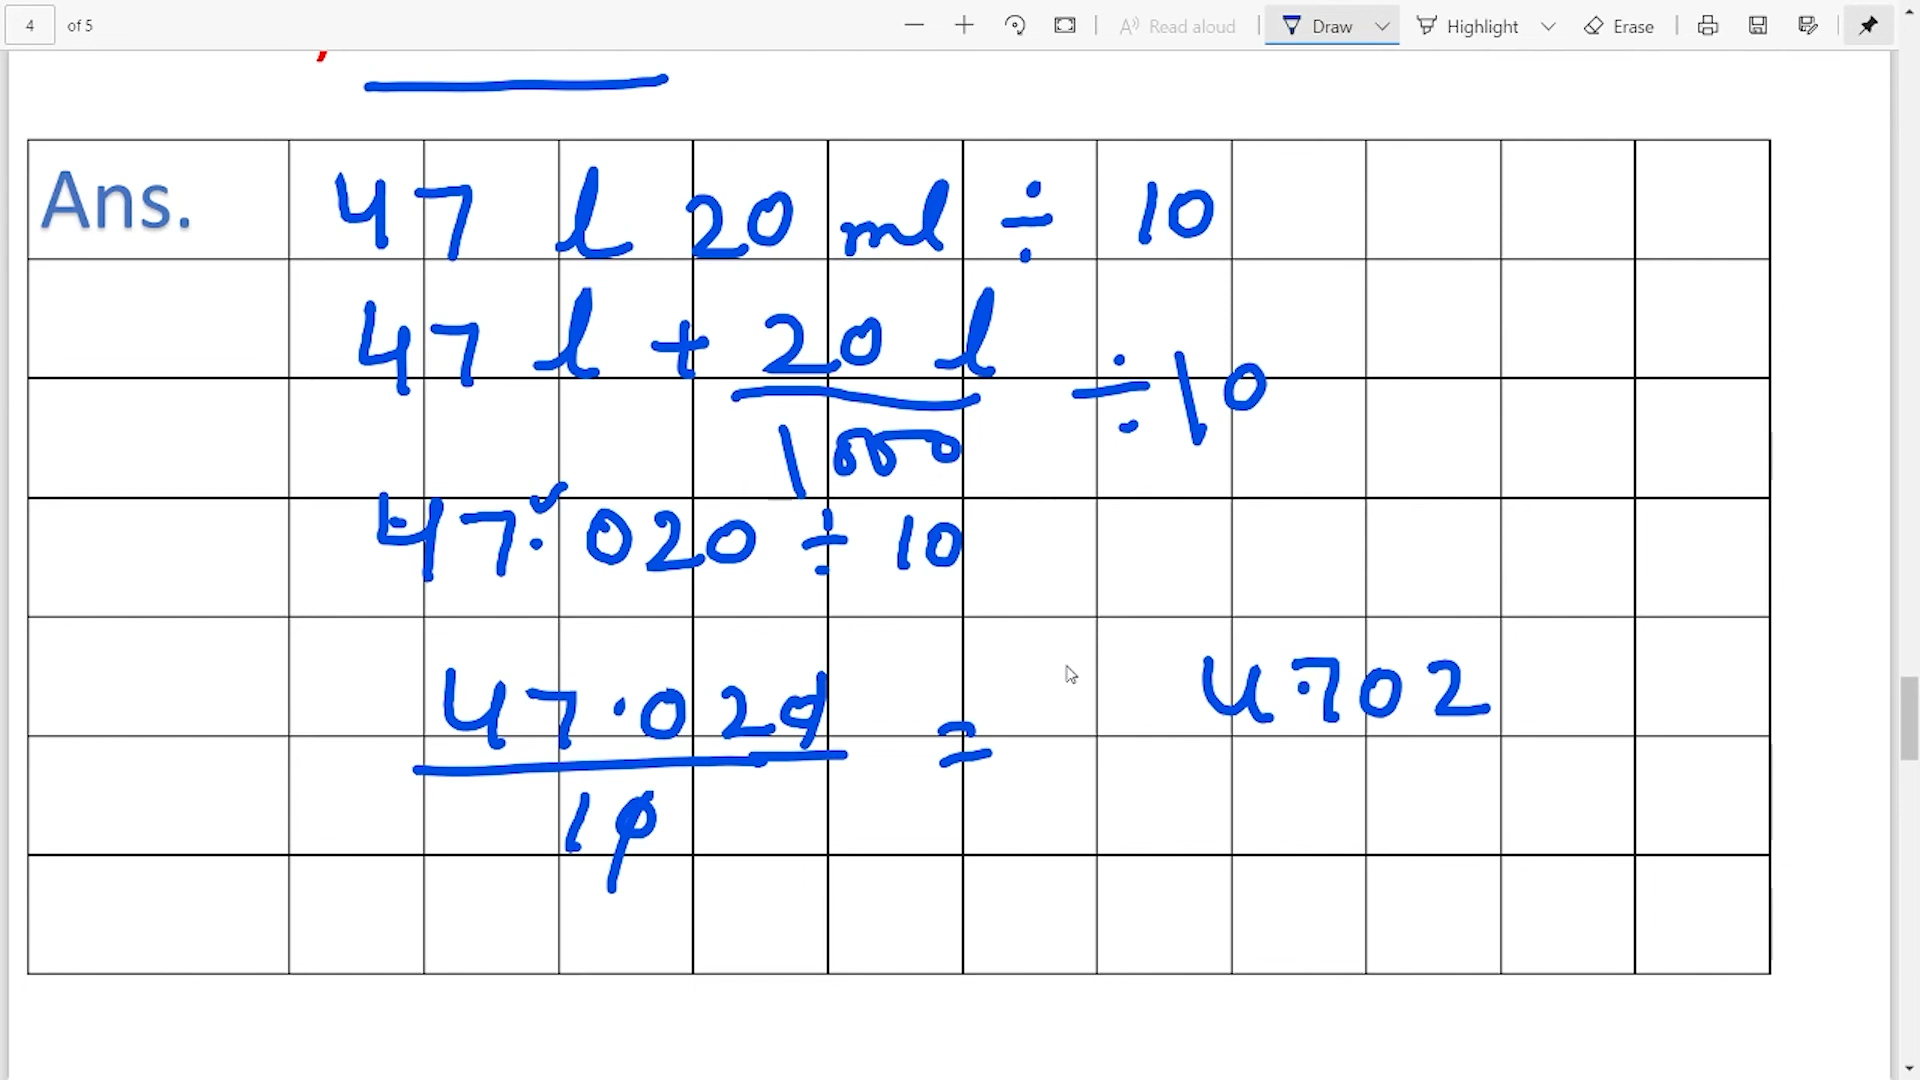 4 of 5 Read aloud Draw Highlight Erase
Ans. 47 l 20 ml ÷ 10
47 l + 20 l ÷ 10
1000
47.020 ÷ 10
47.020 = 4.702
10